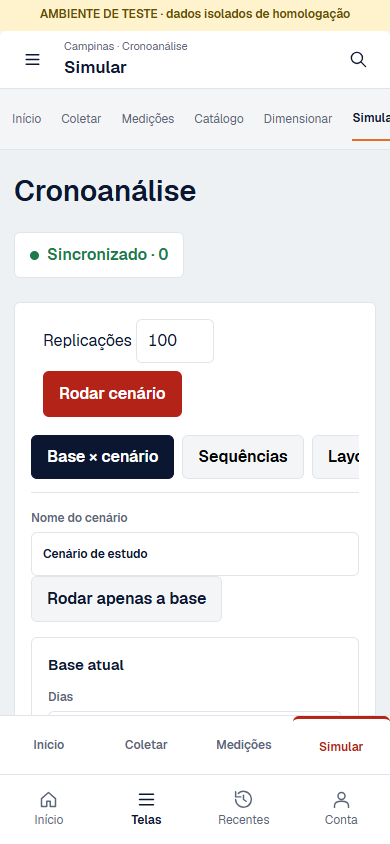 AMBIENTE DE TESTE · dados isolados de homologação
Campinas · Cronoanálise
Simular
Início Coletar Medições Catálogo Dimensionar Simula
Cronoanálise
Sincronizado · 0
Replicações 100
Rodar cenário
Base × cenário Sequências Layo
Nome do cenário
Cenário de estudo
Rodar apenas a base
Base atual
Dias
Início Coletar Medições Simular
Início Telas Recentes Conta